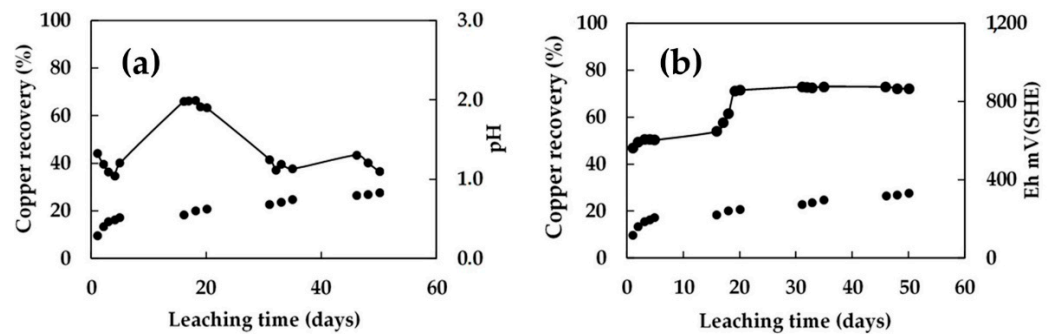 (a)
Copper recovery (%)
100
80
60
40
20
0
3.0
2.0
1.0
0.0
pH
0 20 40 60
Leaching time (days)
(b)
Copper recovery (%)
100
80
60
40
20
0
1,200
800
400
0
Eh mV(SHE)
0 10 20 30 40 50 60
Leaching time (days)